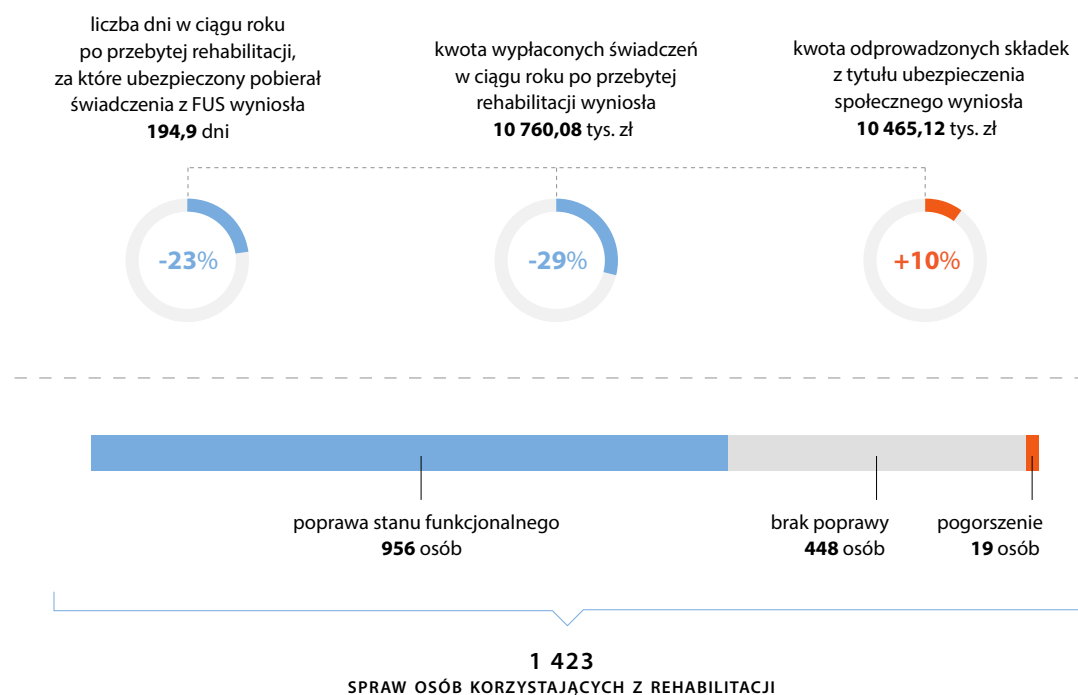 liczba dni w ciągu roku
po przebytej rehabilitacji,
za które ubezpieczony pobierał
świadczenia z FUS wyniosła
194,9 dni
kwota wypłaconych świadczeń
w ciągu roku po przebytej
rehabilitacji wyniosła
10 760,08 tys. zł
kwota odprowadzonych składek
z tytułu ubezpieczenia
społecznego wyniosła
10 465,12 tys. zł
-23%
-29%
+10%
poprawa stanu funkcjonalnego
956 osób
brak poprawy
448 osób
pogorszenie
19 osób
1 423
SPRAW OSÓB KORZYSTAJĄCYCH Z REHABILITACJI